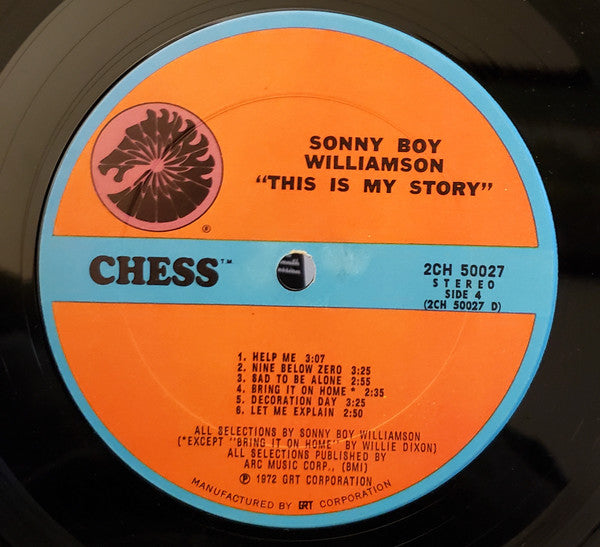 SONNY BOY
WILLIAMSON
"THIS IS MY STORY"
®
CHESS™
2CH 50027
STEREO
SIDE 4
(2CH 50027 D)
1. HELP ME 3:07
2. NINE BELOW ZERO 3:25
3. SAD TO BE ALONE 2:55
4. BRING IT ON HOME * 2:35
5. DECORATION DAY 3:25
6. LET ME EXPLAIN 2:50
ALL SELECTIONS BY SONNY BOY WILLIAMSON
(*EXCEPT "BRING IT ON HOME" BY WILLIE DIXON)
ALL SELECTIONS PUBLISHED BY
ARC MUSIC CORP., (BMI)
℗ 1972 GRT CORPORATION
MANUFACTURED BY GRT CORPORATION